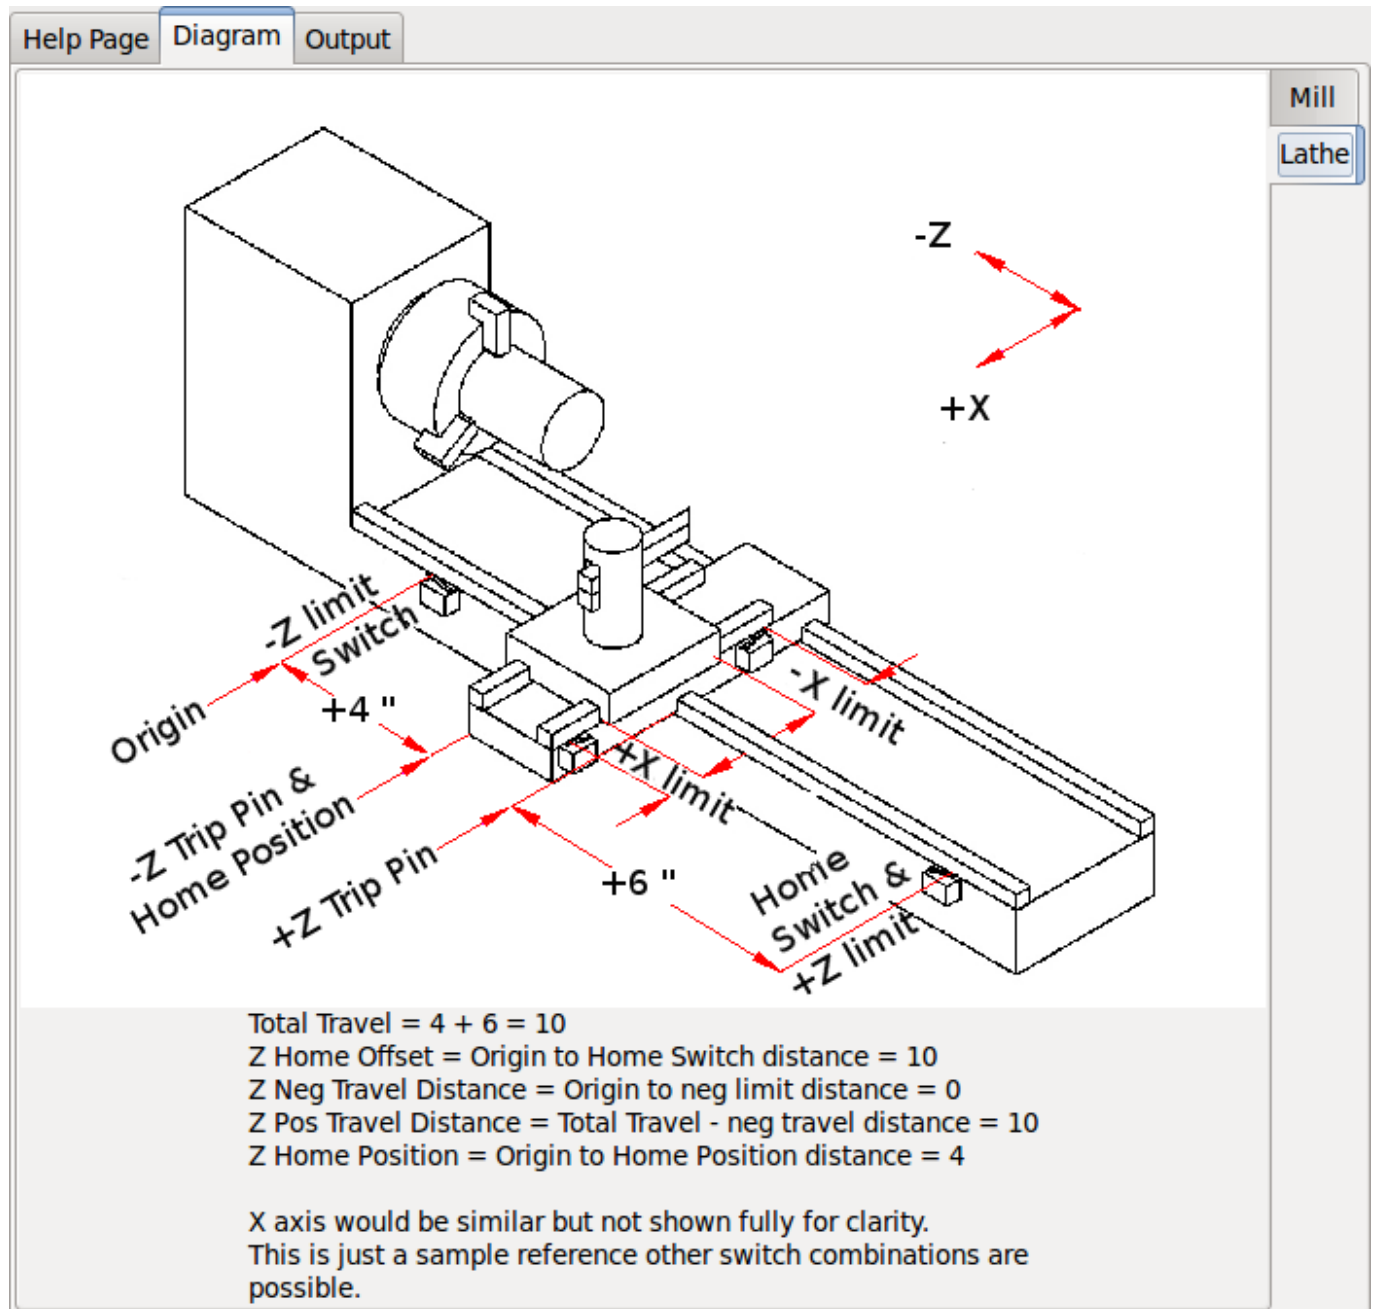 Help Page
Diagram
Output
Mill
Lathe
-Z
+X
-Z limit
Switch
Origin
+4 "
-X limit
+X limit
-Z Trip Pin &
Home Position
+Z Trip Pin
+6 "
Home
Switch &
+Z limit
Total Travel = 4 + 6 = 10
Z Home Offset = Origin to Home Switch distance = 10
Z Neg Travel Distance = Origin to neg limit distance = 0
Z Pos Travel Distance = Total Travel - neg travel distance = 10
Z Home Position = Origin to Home Position distance = 4
X axis would be similar but not shown fully for clarity.
This is just a sample reference other switch combinations are
possible.